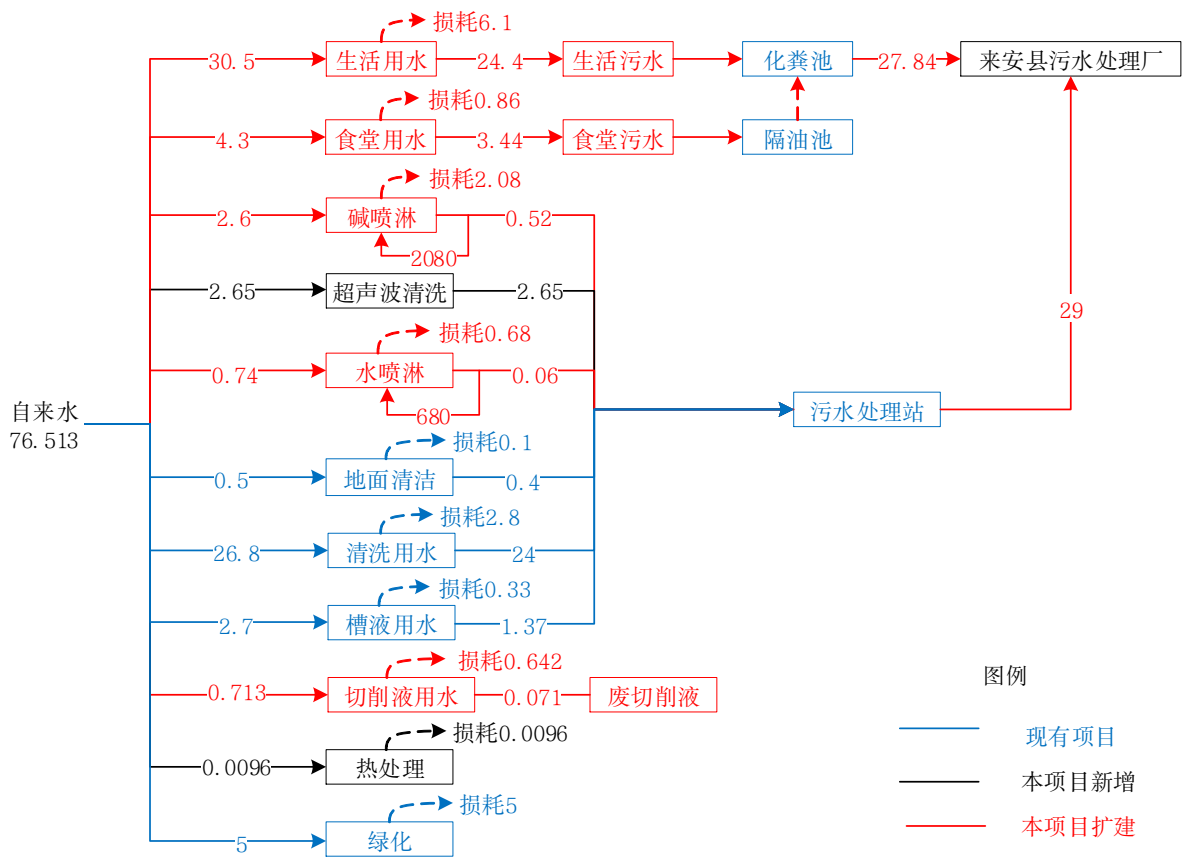 损耗6.1
30.5
生活用水
24.4
生活污水
化粪池
27.84
来安县污水处理厂
损耗0.86
4.3
食堂用水
3.44
食堂污水
隔油池
损耗2.08
2.6
碱喷淋
0.52
2080
2.65
超声波清洗
2.65
29
损耗0.68
0.74
水喷淋
0.06
680
自来水
76.513
污水处理站
损耗0.1
0.5
地面清洁
0.4
损耗2.8
26.8
清洗用水
24
损耗0.33
2.7
槽液用水
1.37
损耗0.642
0.713
切削液用水
0.071
废切削液
损耗0.0096
0.0096
热处理
损耗5
5
绿化
图例
现有项目
本项目新增
本项目扩建